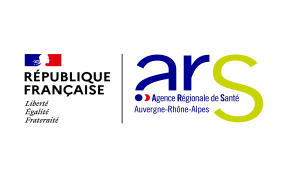 RÉPUBLIQUE
FRANÇAISE
Liberté
Égalité
Fraternité
ars
Agence Régionale de Santé
Auvergne-Rhône-Alpes